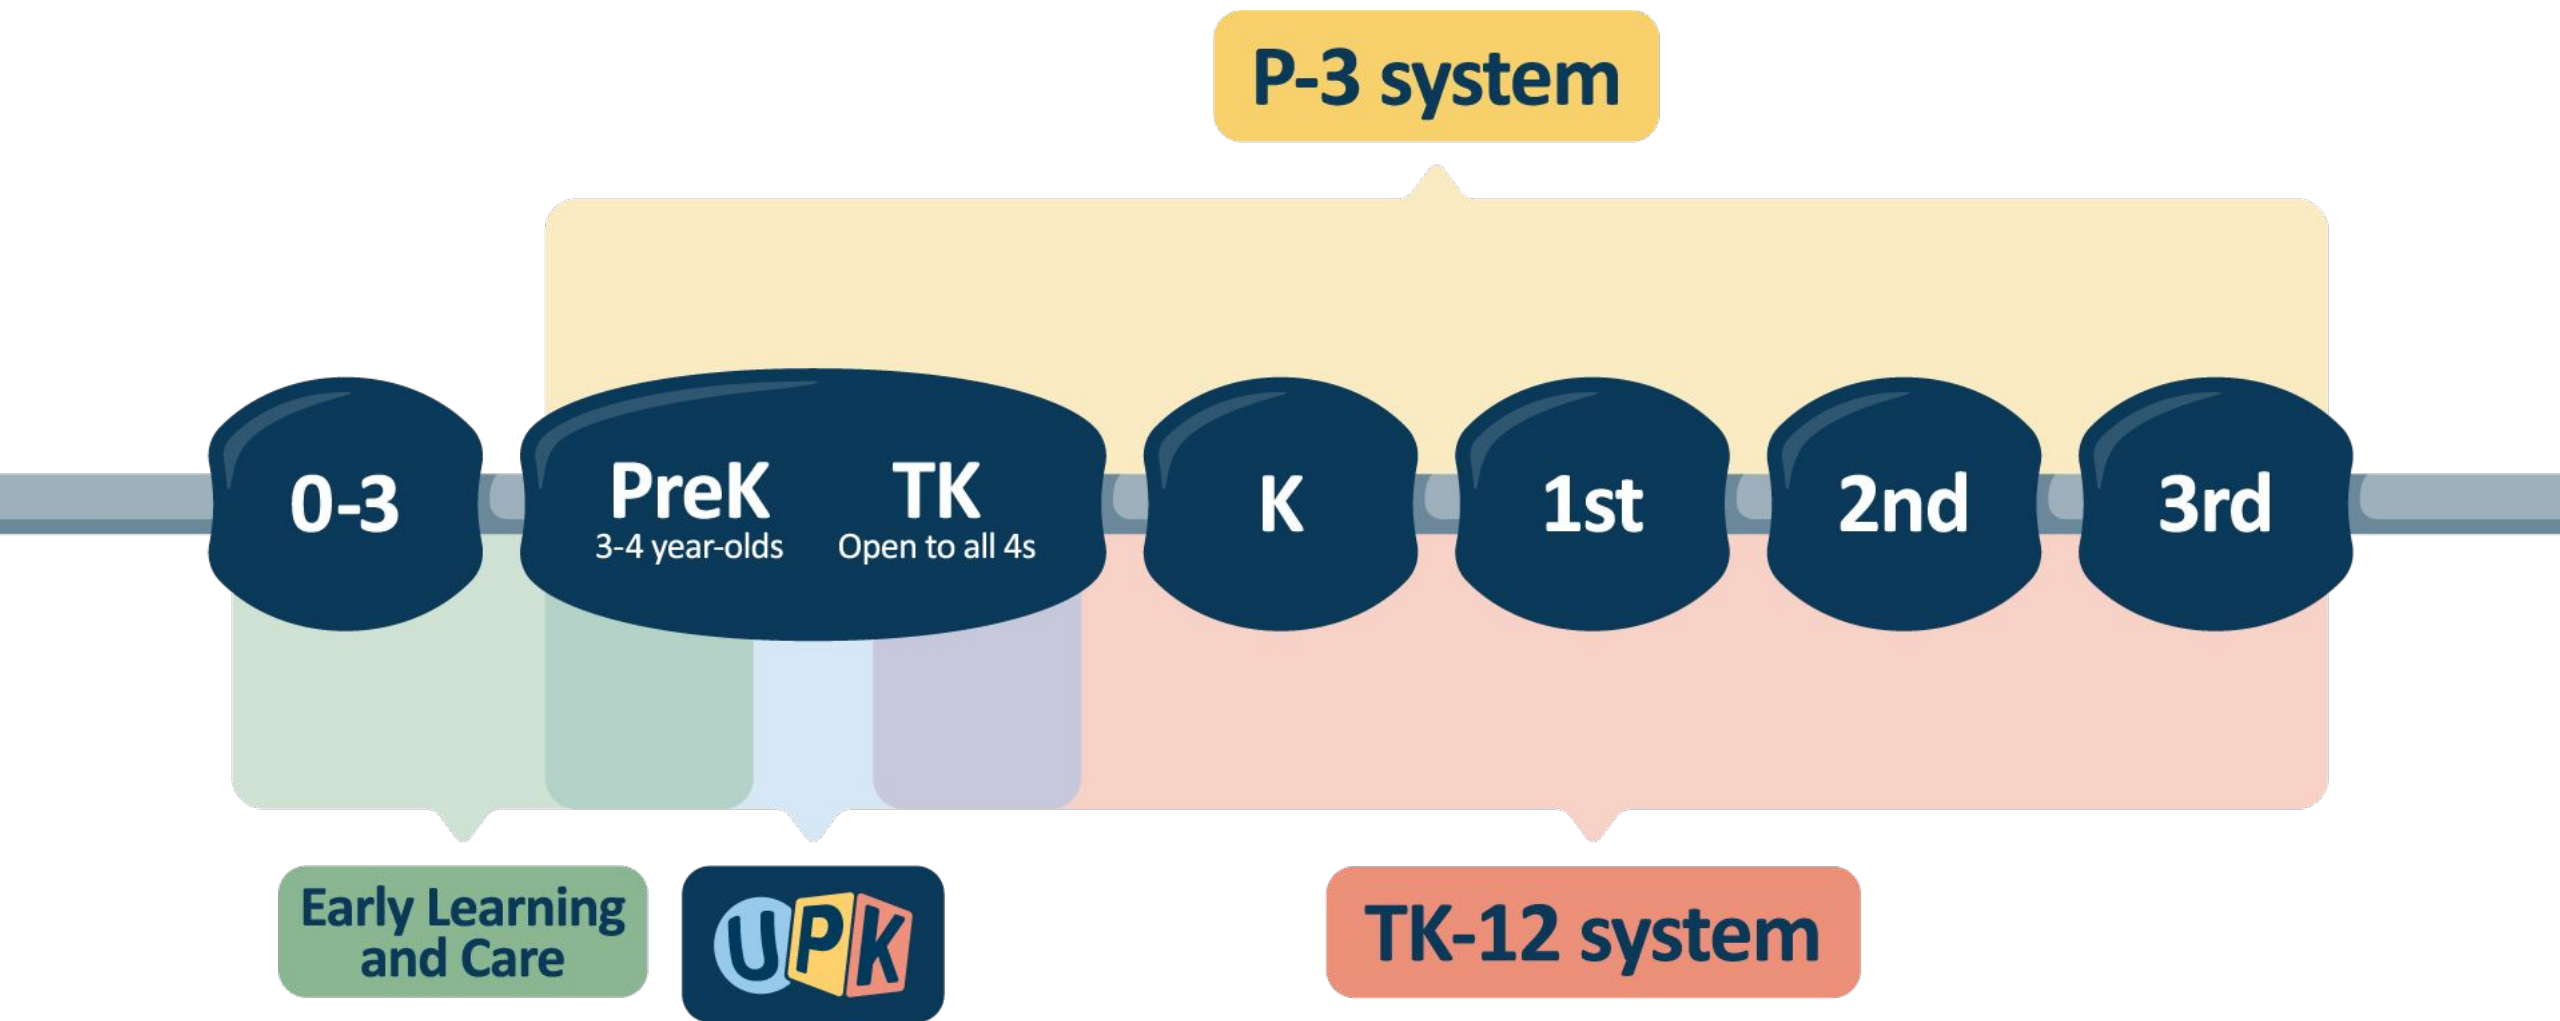 P-3 system
0-3
PreK
3-4 year-olds
TK
Open to all 4s
K
1st
2nd
3rd
Early Learning
and Care
UPK
TK-12 system